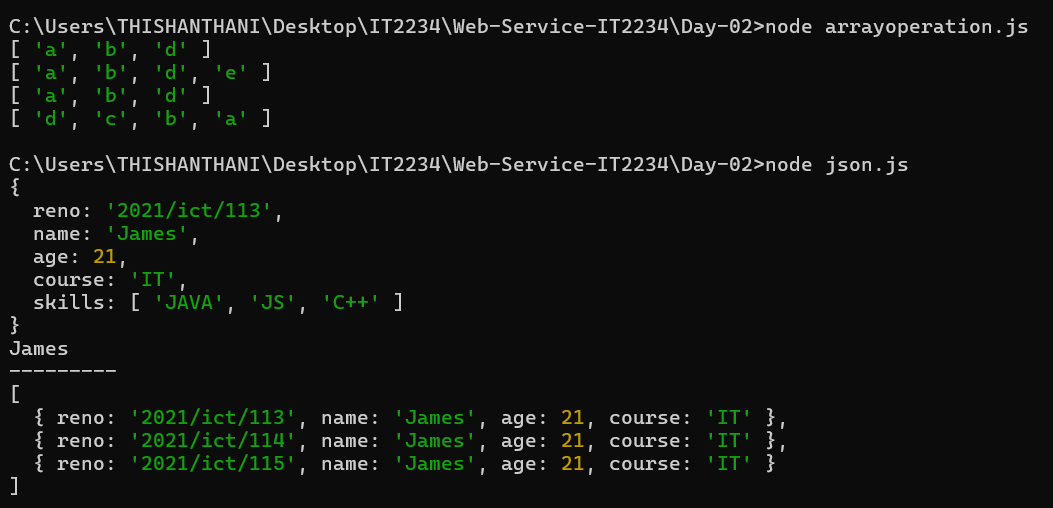 C:\Users\THISHANTHANI\Desktop\IT2234\Web-Service-IT2234\Day-02>node arrayoperation.js
[ 'a', 'b', 'd' ]
[ 'a', 'b', 'd', 'e' ]
[ 'a', 'b', 'd' ]
[ 'd', 'c', 'b', 'a' ]

C:\Users\THISHANTHANI\Desktop\IT2234\Web-Service-IT2234\Day-02>node json.js
{
  reno: '2021/ict/113',
  name: 'James',
  age: 21,
  course: 'IT',
  skills: [ 'JAVA', 'JS', 'C++' ]
}
James
---------
[
  { reno: '2021/ict/113', name: 'James', age: 21, course: 'IT' },
  { reno: '2021/ict/114', name: 'James', age: 21, course: 'IT' },
  { reno: '2021/ict/115', name: 'James', age: 21, course: 'IT' }
]